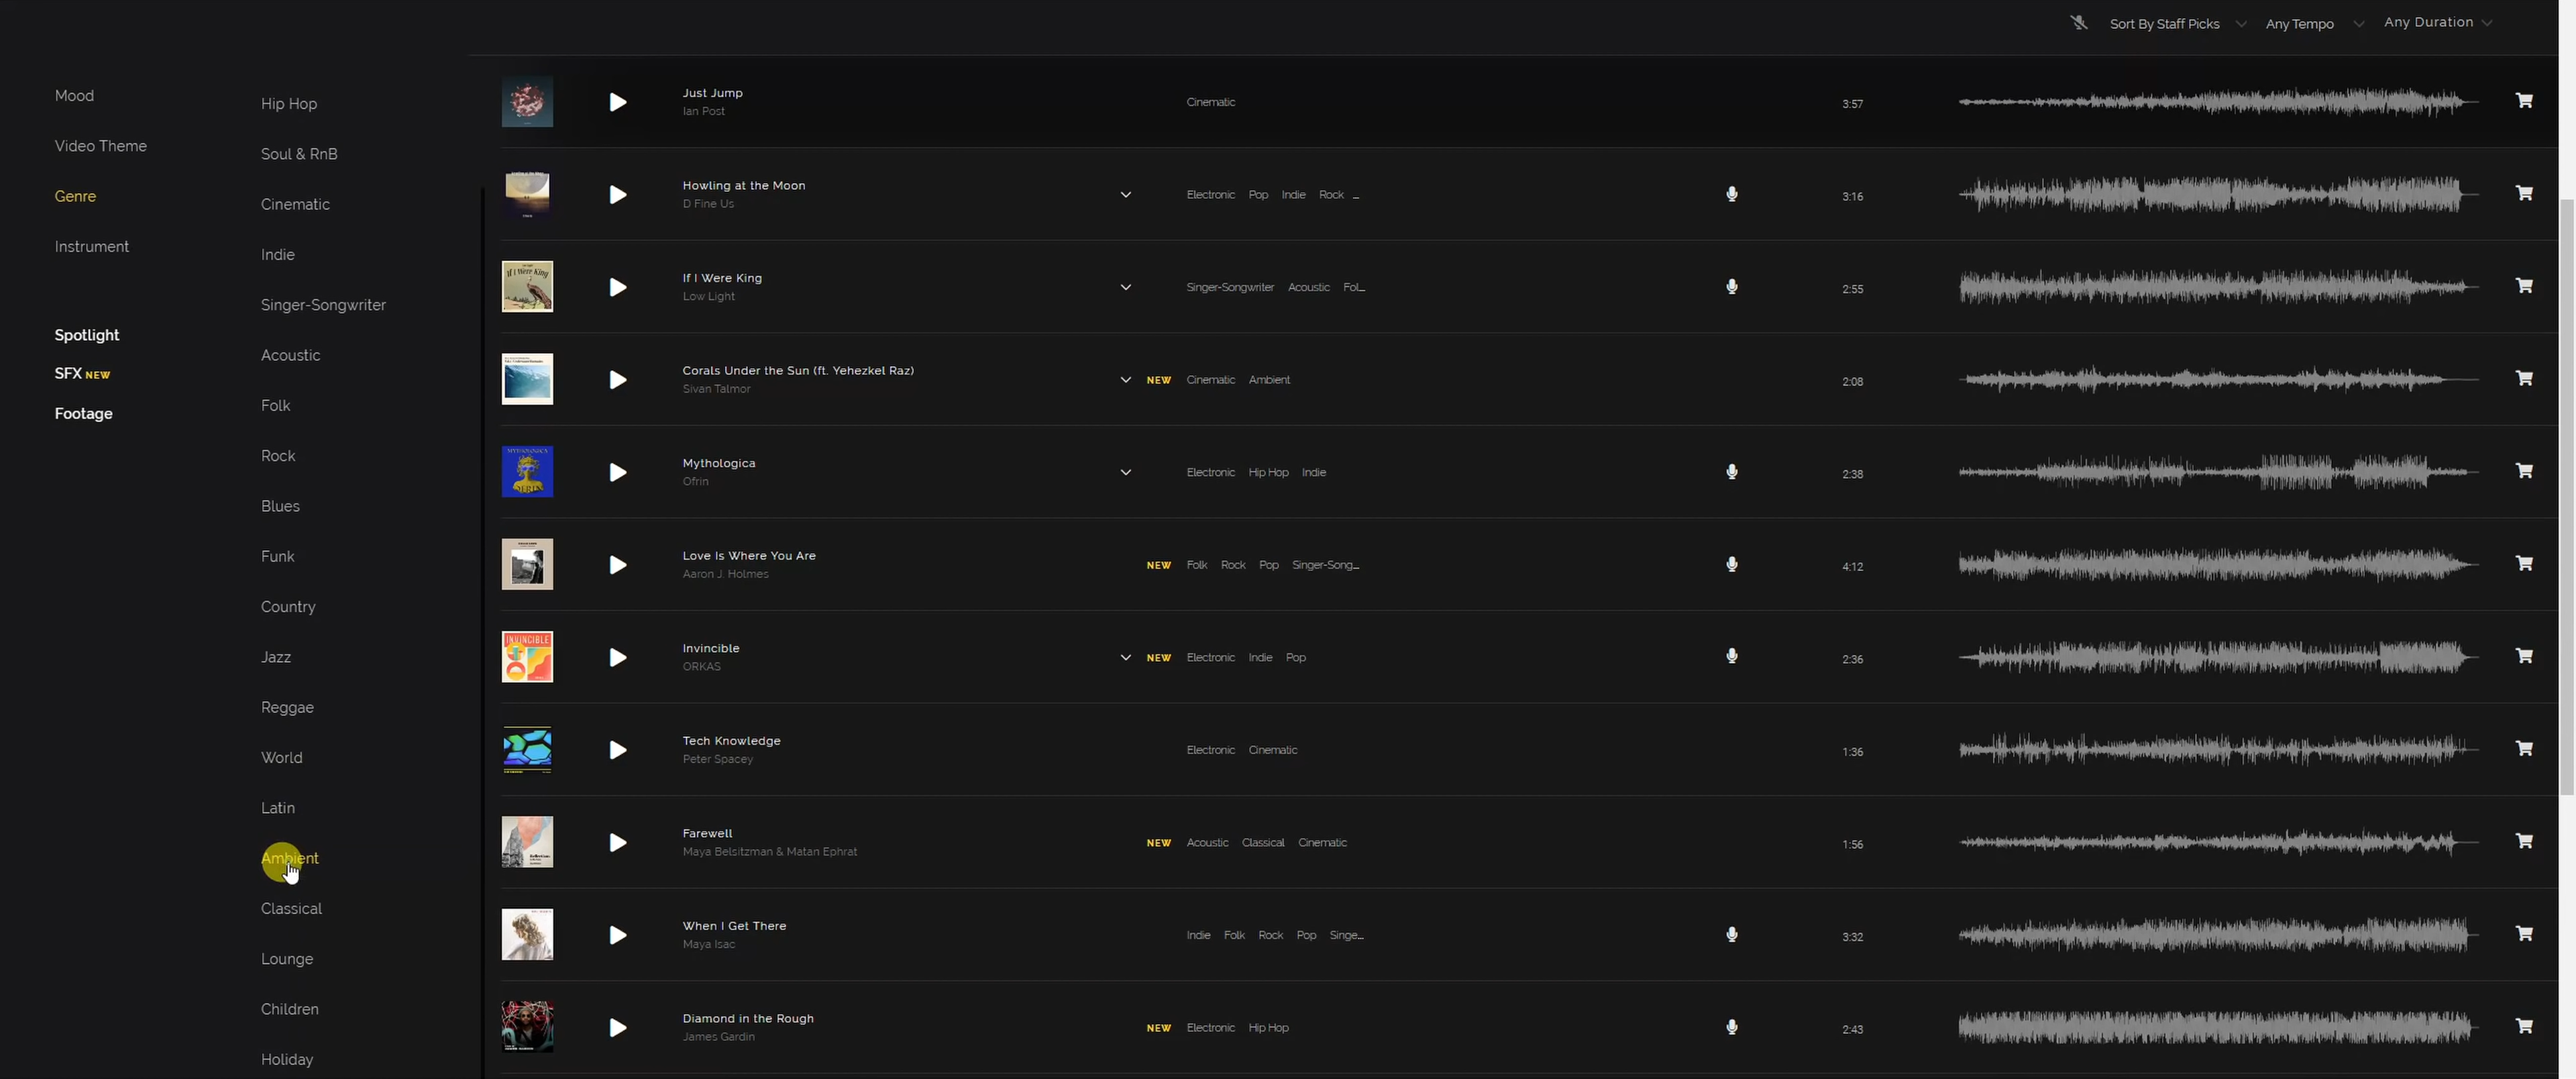 Sort By Staff Picks Any Tempo Any Duration
Mood
Video Theme
Genre
Instrument
Spotlight
SFX NEW
Footage
Hip Hop
Soul & RnB
Cinematic
Indie
Singer-Songwriter
Acoustic
Folk
Rock
Blues
Funk
Country
Jazz
Reggae
World
Latin
Ambient
Classical
Lounge
Children
Holiday
Just Jump
Ian Post
Cinematic
3:57
Howling at the Moon
D Fine Us
Electronic Pop Indie Rock ...
3:16
If I Were King
If I Were King
Low Light
Singer-Songwriter Acoustic Fol...
2:55
Corals Under the Sun (ft. Yehezkel Raz)
Sivan Talmor
NEW Cinematic Ambient
2:08
MYTHOLOGICA
OFRIN
Mythologica
Ofrin
Electronic Hip Hop Indie
2:38
Love Is Where You Are
Aaron J. Holmes
NEW Folk Rock Pop Singer-Song...
4:12
INVINCIBLE
Invincible
ORKAS
NEW Electronic Indie Pop
2:36
Tech Knowledge
Peter Spacey
Electronic Cinematic
1:36
Farewell
Maya Belsitzman & Matan Ephrat
NEW Acoustic Classical Cinematic
1:56
When I Get There
Maya Isac
Indie Folk Rock Pop Singe...
3:32
Diamond in the Rough
James Gardin
NEW Electronic Hip Hop
2:43